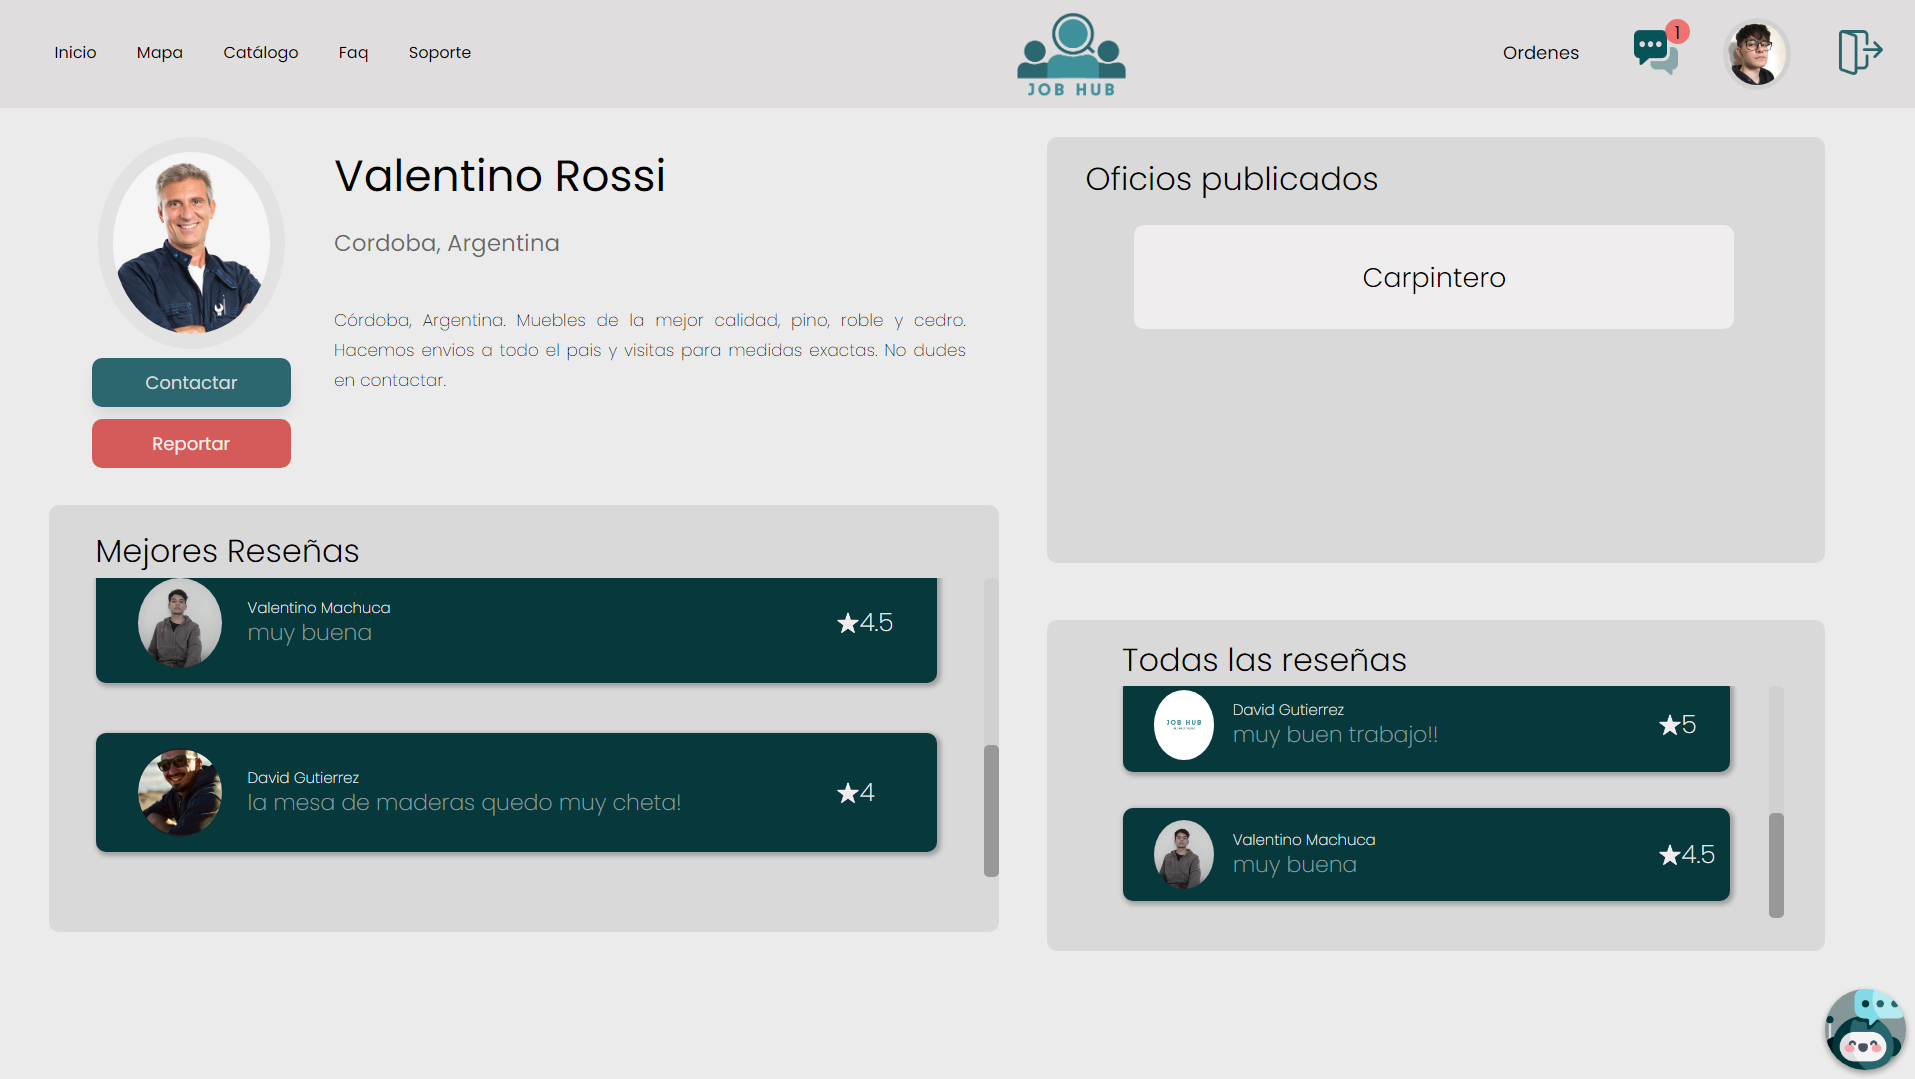 Inicio
Mapa
Catálogo
Faq
Soporte
JOB HUB
Ordenes
1
Valentino Rossi
Cordoba, Argentina
Córdoba, Argentina. Muebles de la mejor calidad, pino, roble y cedro.
Hacemos envios a todo el pais y visitas para medidas exactas. No dudes
en contactar.
Contactar
Reportar
Oficios publicados
Carpintero
Mejores Reseñas
Valentino Machuca
muy buena
4.5
David Gutierrez
la mesa de maderas quedo muy cheta!
4
Todas las reseñas
JOB HUB
David Gutierrez
muy buen trabajo!!
5
Valentino Machuca
muy buena
4.5